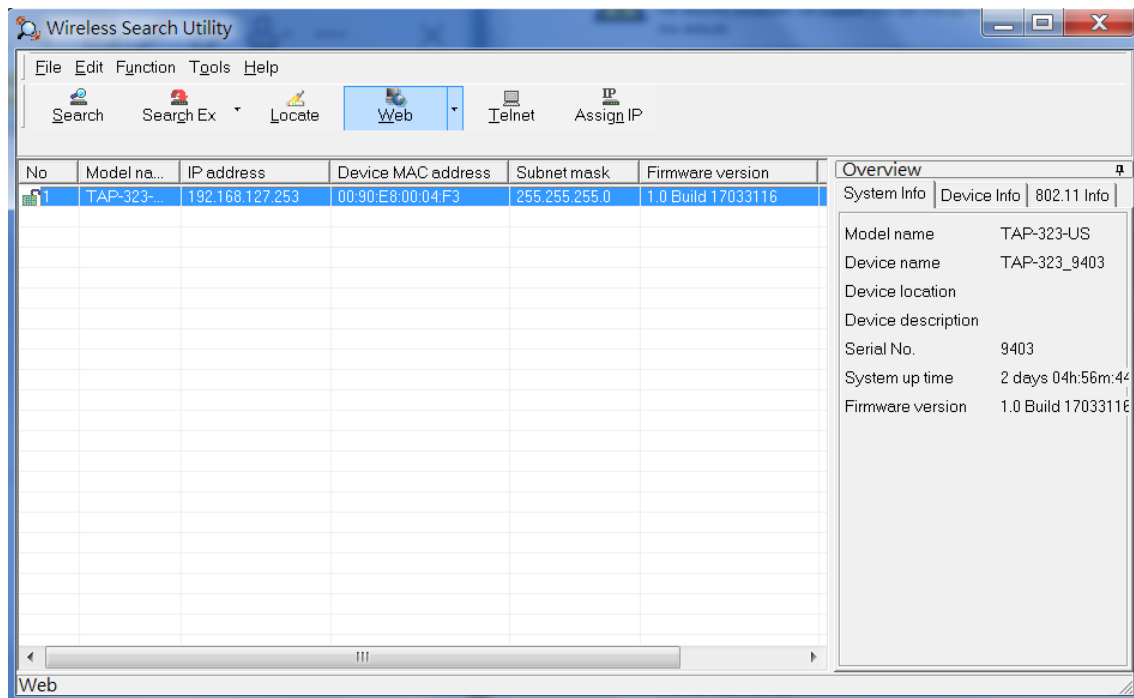 Wireless Search Utility
File Edit Function Tools Help
Search Search Ex Locate Web Telnet IP Assign IP
No Model na... IP address Device MAC address Subnet mask Firmware version
1 TAP-323-... 192.168.127.253 00:90:E8:00:04:F3 255.255.255.0 1.0 Build 17033116
Overview
System Info Device Info 802.11 Info
Model name TAP-323-US
Device name TAP-323_9403
Device location
Device description
Serial No. 9403
System up time 2 days 04h:56m:44
Firmware version 1.0 Build 17033116
Web